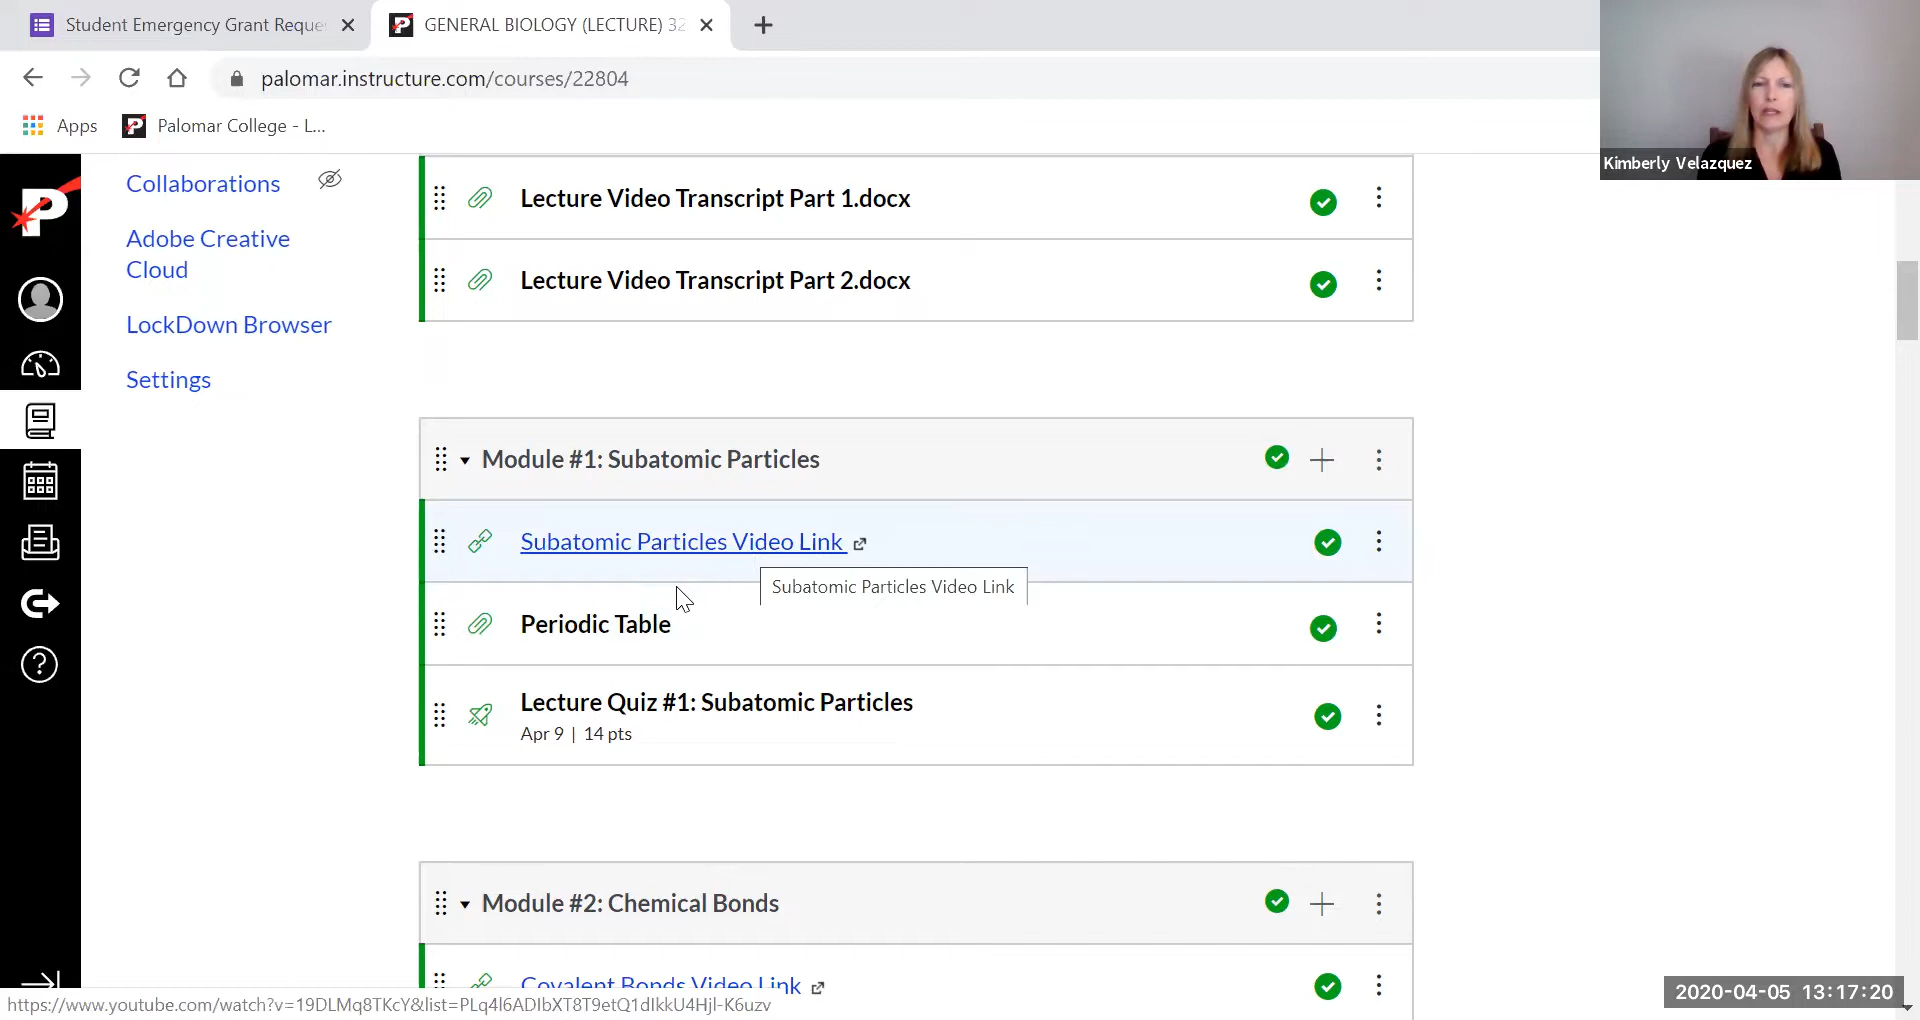 Student Emergency Grant Reque
GENERAL BIOLOGY (LECTURE) 32
palomar.instructure.com/courses/22804
Apps
Palomar College - L...
Kimberly Velazquez
Collaborations
Adobe Creative
Cloud
LockDown Browser
Settings
Lecture Video Transcript Part 1.docx
Lecture Video Transcript Part 2.docx
Module #1: Subatomic Particles
Subatomic Particles Video Link
Subatomic Particles Video Link
Periodic Table
Lecture Quiz #1: Subatomic Particles
Apr 9 | 14 pts
Module #2: Chemical Bonds
Covalent Bonds Video Link
https://www.youtube.com/watch?v=19DLMq8TKcY&list=PLq4l6ADIbXT8T9etQ1dIkkU4Hjl-K6uzv
2020-04-05 13:17:20